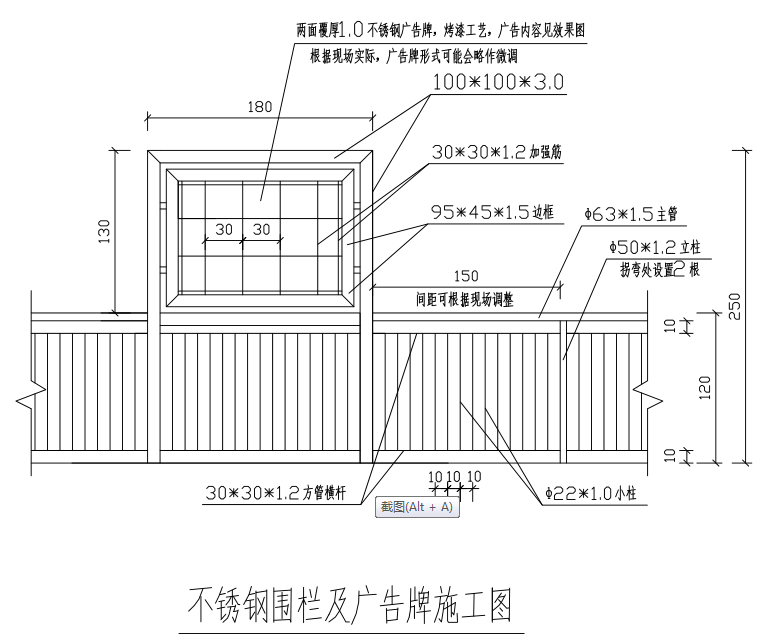 两面覆厚1.0不锈钢广告牌，烤漆工艺，广告内容见效果图
根据现场实际，广告牌形式可能会略作微调
100*100*3.0
180
30*30*1.2加强筋
130
95*45*1.5边框
Φ63*1.5主管
30 30
Φ50*1.2立柱
拐弯处设置2根
150
间距可根据现场调整
250
10
120
10
10 10 10
30*30*1.2方管横杆
Φ22*1.0小柱
截图(Alt + A)
不锈钢围栏及广告牌施工图